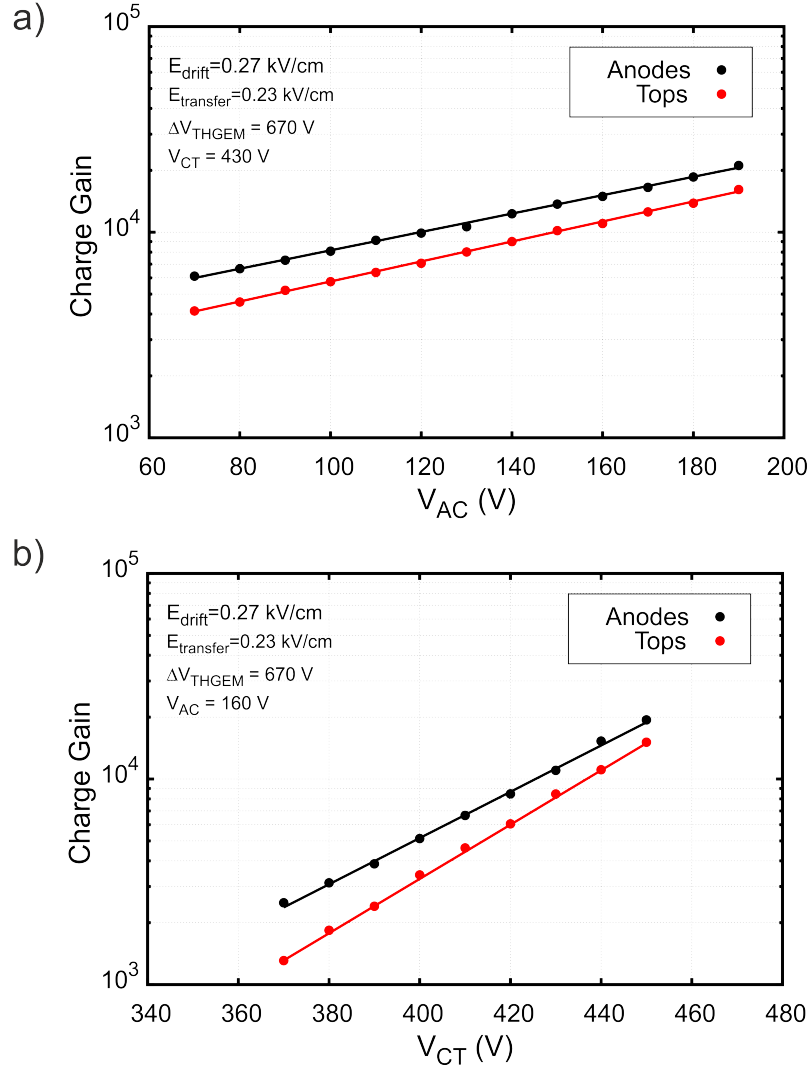 a)
10^5
E_drift=0.27 kV/cm
E_transfer=0.23 kV/cm
ΔV_THGEM = 670 V
V_CT = 430 V
Anodes
Tops
Charge Gain
10^4
10^3
60 80 100 120 140 160 180 200
V_AC (V)
b)
10^5
E_drift=0.27 kV/cm
E_transfer=0.23 kV/cm
ΔV_THGEM = 670 V
V_AC = 160 V
Anodes
Tops
Charge Gain
10^4
10^3
340 360 380 400 420 440 460 480
V_CT (V)